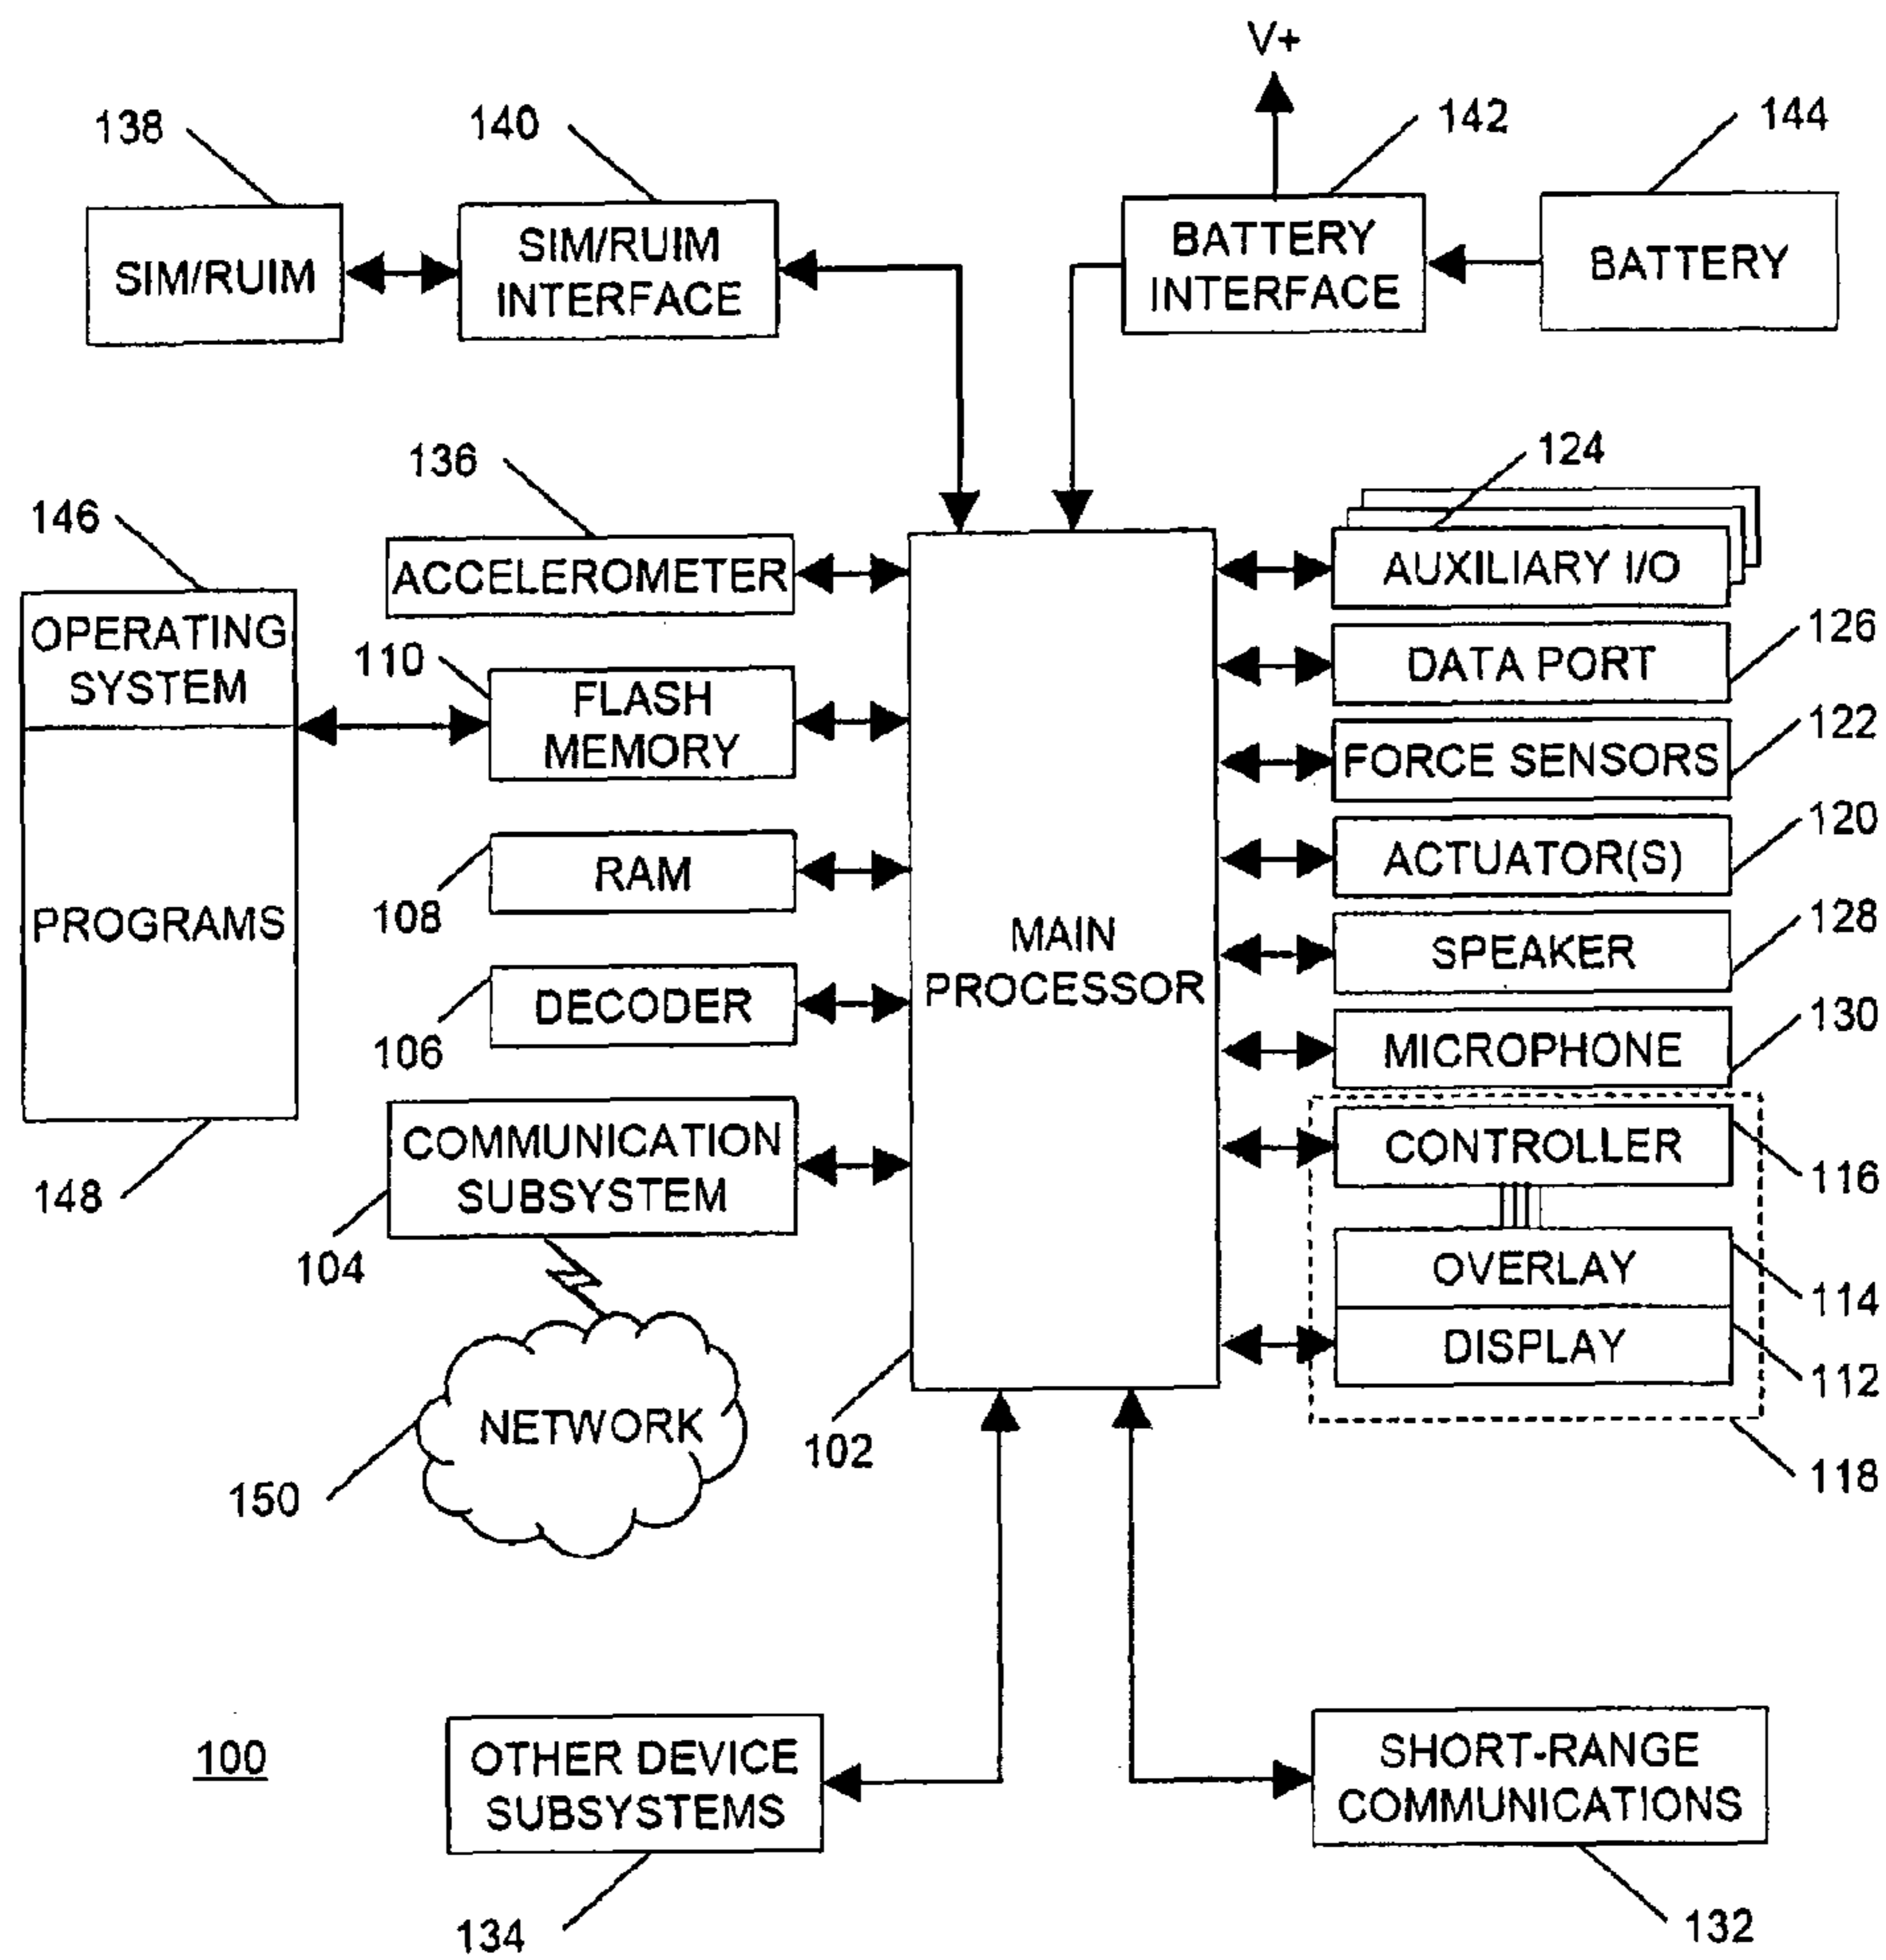 V+
138
140
142
144
SIM/RUIM
SIM/RUIM
INTERFACE
BATTERY
INTERFACE
BATTERY
136
124
146
ACCELEROMETER
AUXILIARY I/O
OPERATING
SYSTEM
110
126
FLASH
MEMORY
DATA PORT
122
FORCE SENSORS
PROGRAMS
RAM
108
120
ACTUATOR(S)
MAIN
PROCESSOR
128
SPEAKER
DECODER
106
130
MICROPHONE
COMMUNICATION
SUBSYSTEM
CONTROLLER
116
148
104
OVERLAY
114
DISPLAY
112
NETWORK
150
102
118
100
OTHER DEVICE
SUBSYSTEMS
SHORT-RANGE
COMMUNICATIONS
134
132